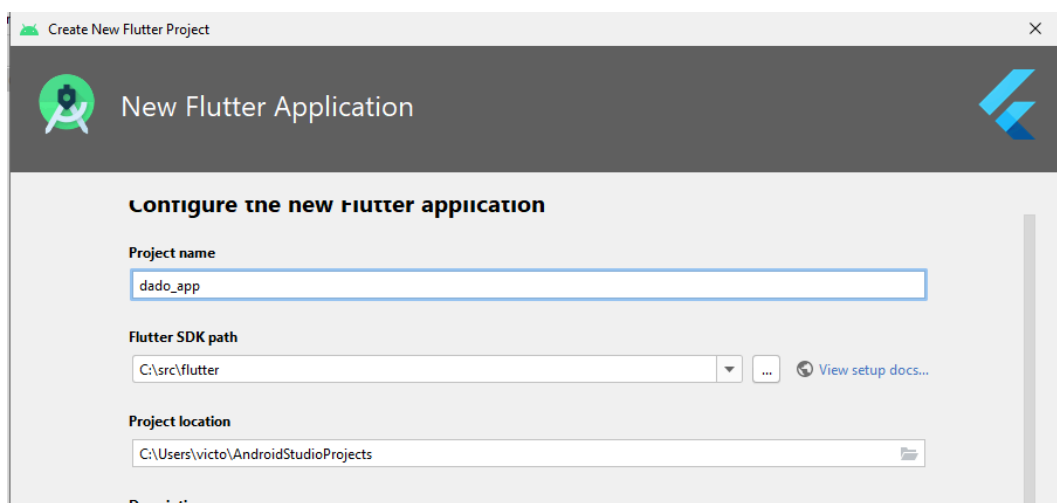 Create New Flutter Project
New Flutter Application
Configure the new Flutter application
Project name
dado_app
Flutter SDK path
C:\src\flutter
...
View setup docs...
Project location
C:\Users\victo\AndroidStudioProjects